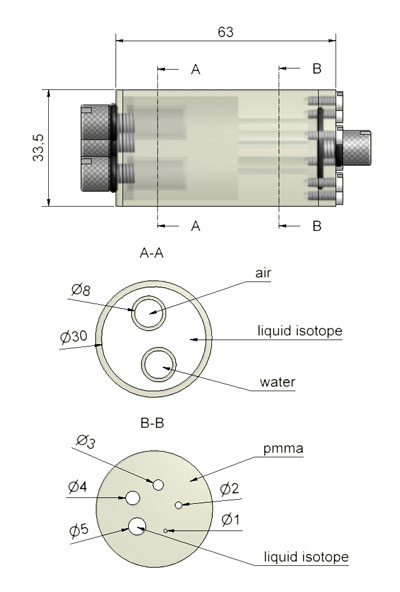 63
A
B
33,5
A
B
A-A
air
Ø8
liquid isotope
Ø30
water
B-B
Ø3
pmma
Ø4
Ø2
Ø5
Ø1
liquid isotope